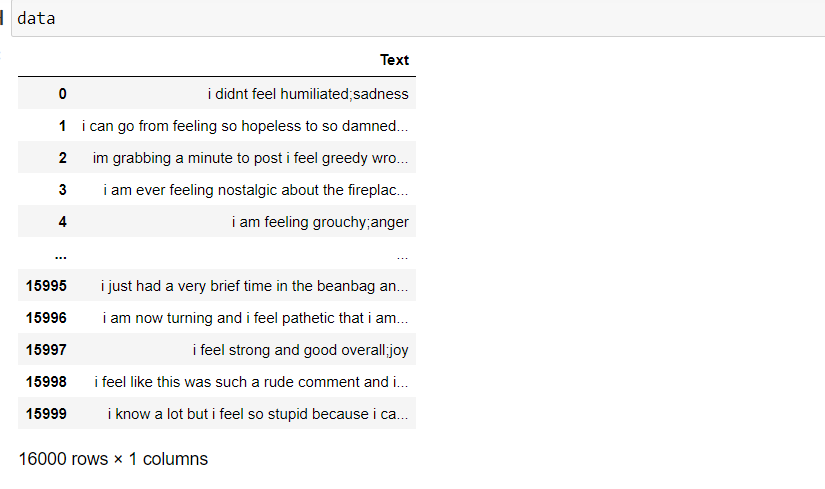 data
Text
0 i didnt feel humiliated;sadness
1 i can go from feeling so hopeless to so damned...
2 im grabbing a minute to post i feel greedy wro...
3 i am ever feeling nostalgic about the fireplac...
4 i am feeling grouchy;anger
... ...
15995 i just had a very brief time in the beanbag an...
15996 i am now turning and i feel pathetic that i am...
15997 i feel strong and good overall;joy
15998 i feel like this was such a rude comment and i...
15999 i know a lot but i feel so stupid because i ca...
16000 rows × 1 columns